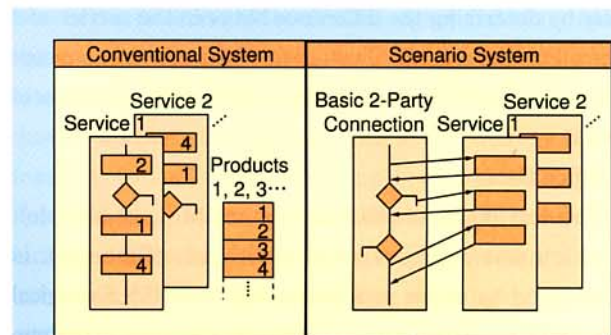 Conventional System
Scenario System
Service 2
Service 1
4
2
1
1
4
Products
1, 2, 3···
1
2
3
4
Basic 2-Party
Connection
Service 2
Service 1